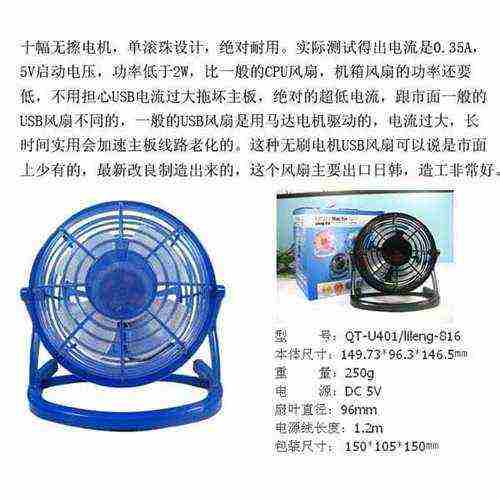 十幅无擦电机，单滚珠设计，绝对耐用。实际测试得出电流是0.35A，
5V启动电压，功率低于2W，比一般的CPU风扇，机箱风扇的功率还要
低，不用担心USB电流过大拖坏主板，绝对的超低电流，跟市面一般的
USB风扇不同的，一般的USB风扇是用马达电机驱动的，电流过大，长
时间实用会加速主板线路老化的。这种无刷电机USB风扇可以说是市面
上少有的，最新改良制造出来的，这个风扇主要出口日韩，造工非常好。
型 号：QT-U401/lifeng-816
本体尺寸：149.73*96.3*146.5mm
重 量：250g
电 源：DC 5V
扇叶直径：96mm
电源线长度：1.2m
包装尺寸：150*105*150mm